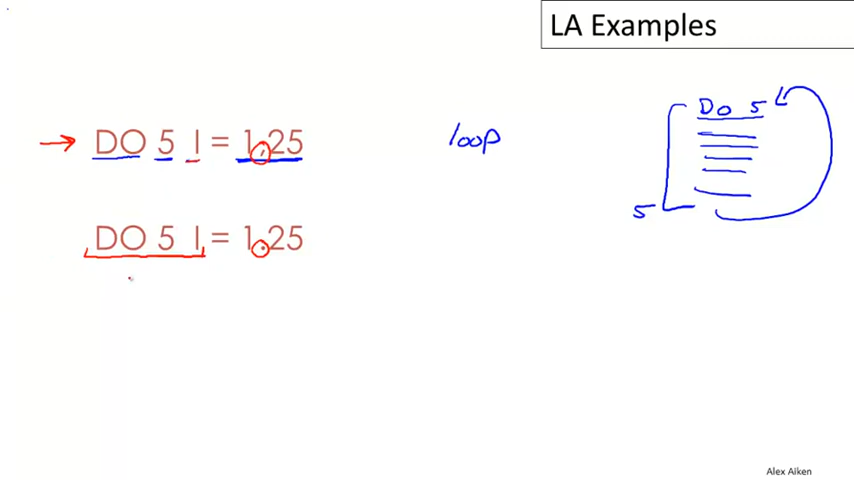 LA Examples
DO 5 I = 1,25
loop
DO 5
5
DO 5 I = 1.25
Alex Aiken